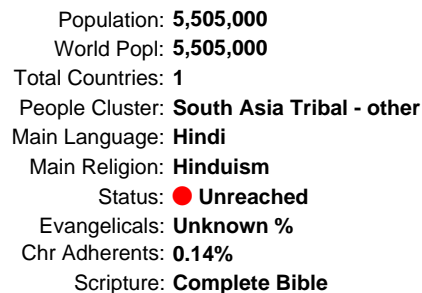 Population: 5,505,000
World Popl: 5,505,000
Total Countries: 1
People Cluster: South Asia Tribal - other
Main Language: Hindi
Main Religion: Hinduism
Status: Unreached
Evangelicals: Unknown %
Chr Adherents: 0.14%
Scripture: Complete Bible